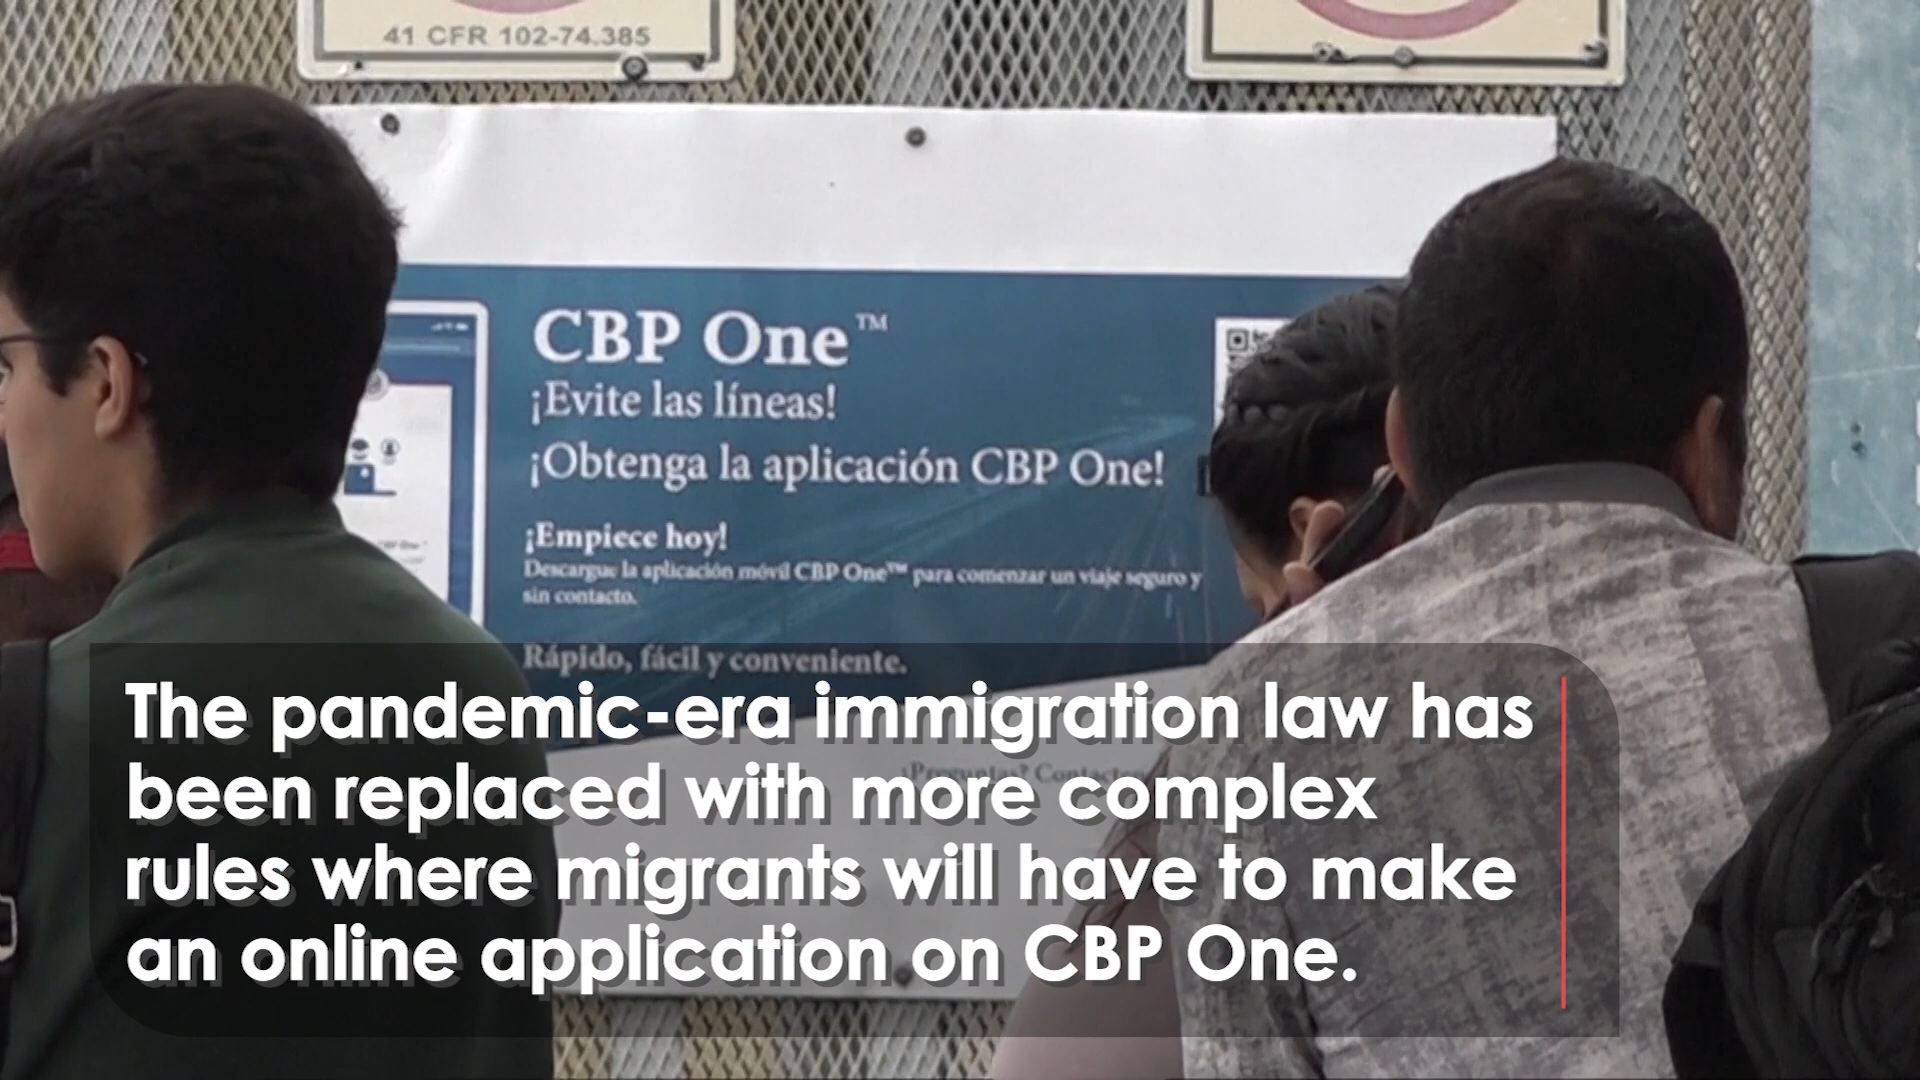 41 CFR 102-74.385
CBP One™
¡Evite las líneas!
¡Obtenga la aplicación CBP One!
¡Empiece hoy!
Descargue la aplicación móvil CBP One™ para comenzar un viaje seguro y
sin contacto.
Rápido, fácil y conveniente.
¿Preguntas? Contacte
The pandemic-era immigration law has
been replaced with more complex
rules where migrants will have to make
an online application on CBP One.